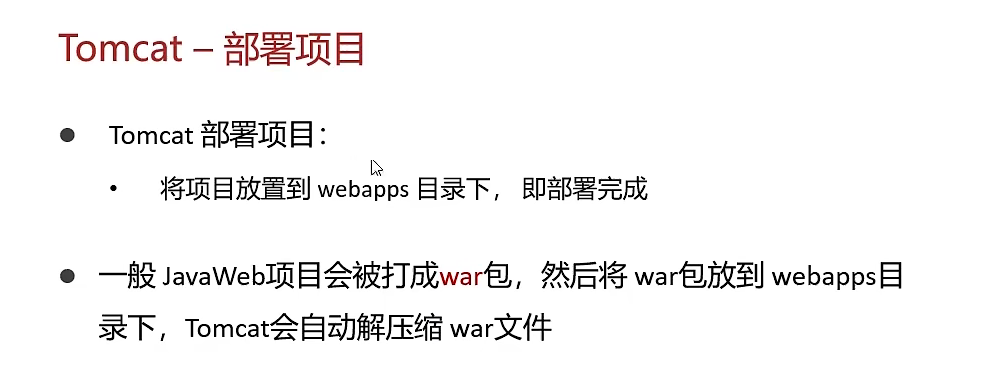 Tomcat – 部署项目
● Tomcat 部署项目：
• 将项目放置到 webapps 目录下， 即部署完成
● 一般 JavaWeb项目会被打成war包，然后将 war包放到 webapps目
录下，Tomcat会自动解压缩 war文件